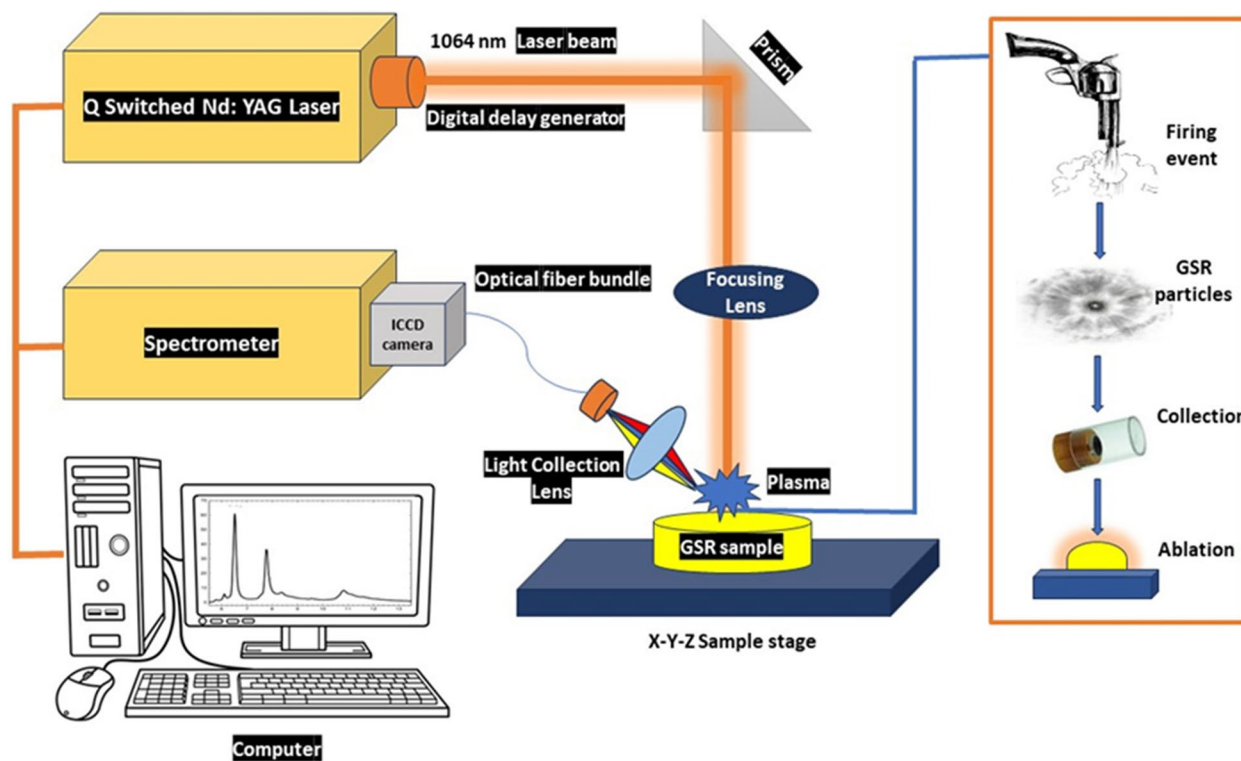 1064 nm Laser beam
Prism
Q Switched Nd: YAG Laser
Digital delay generator
Firing
event
Optical fiber bundle
Focusing
Lens
GSR
particles
ICCD
camera
Spectrometer
Collection
Light Collection
Lens
Plasma
GSR sample
Ablation
X-Y-Z Sample stage
Computer